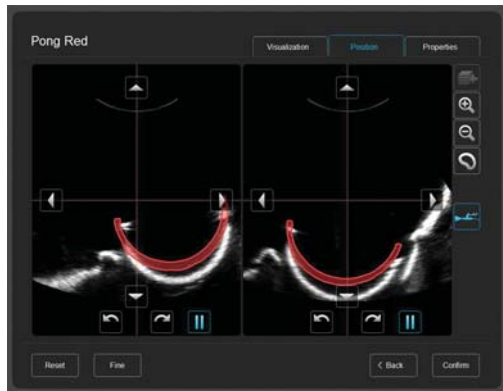 Pong Red
Visualization
Position
Properties
Reset
Fine
< Back
Confirm